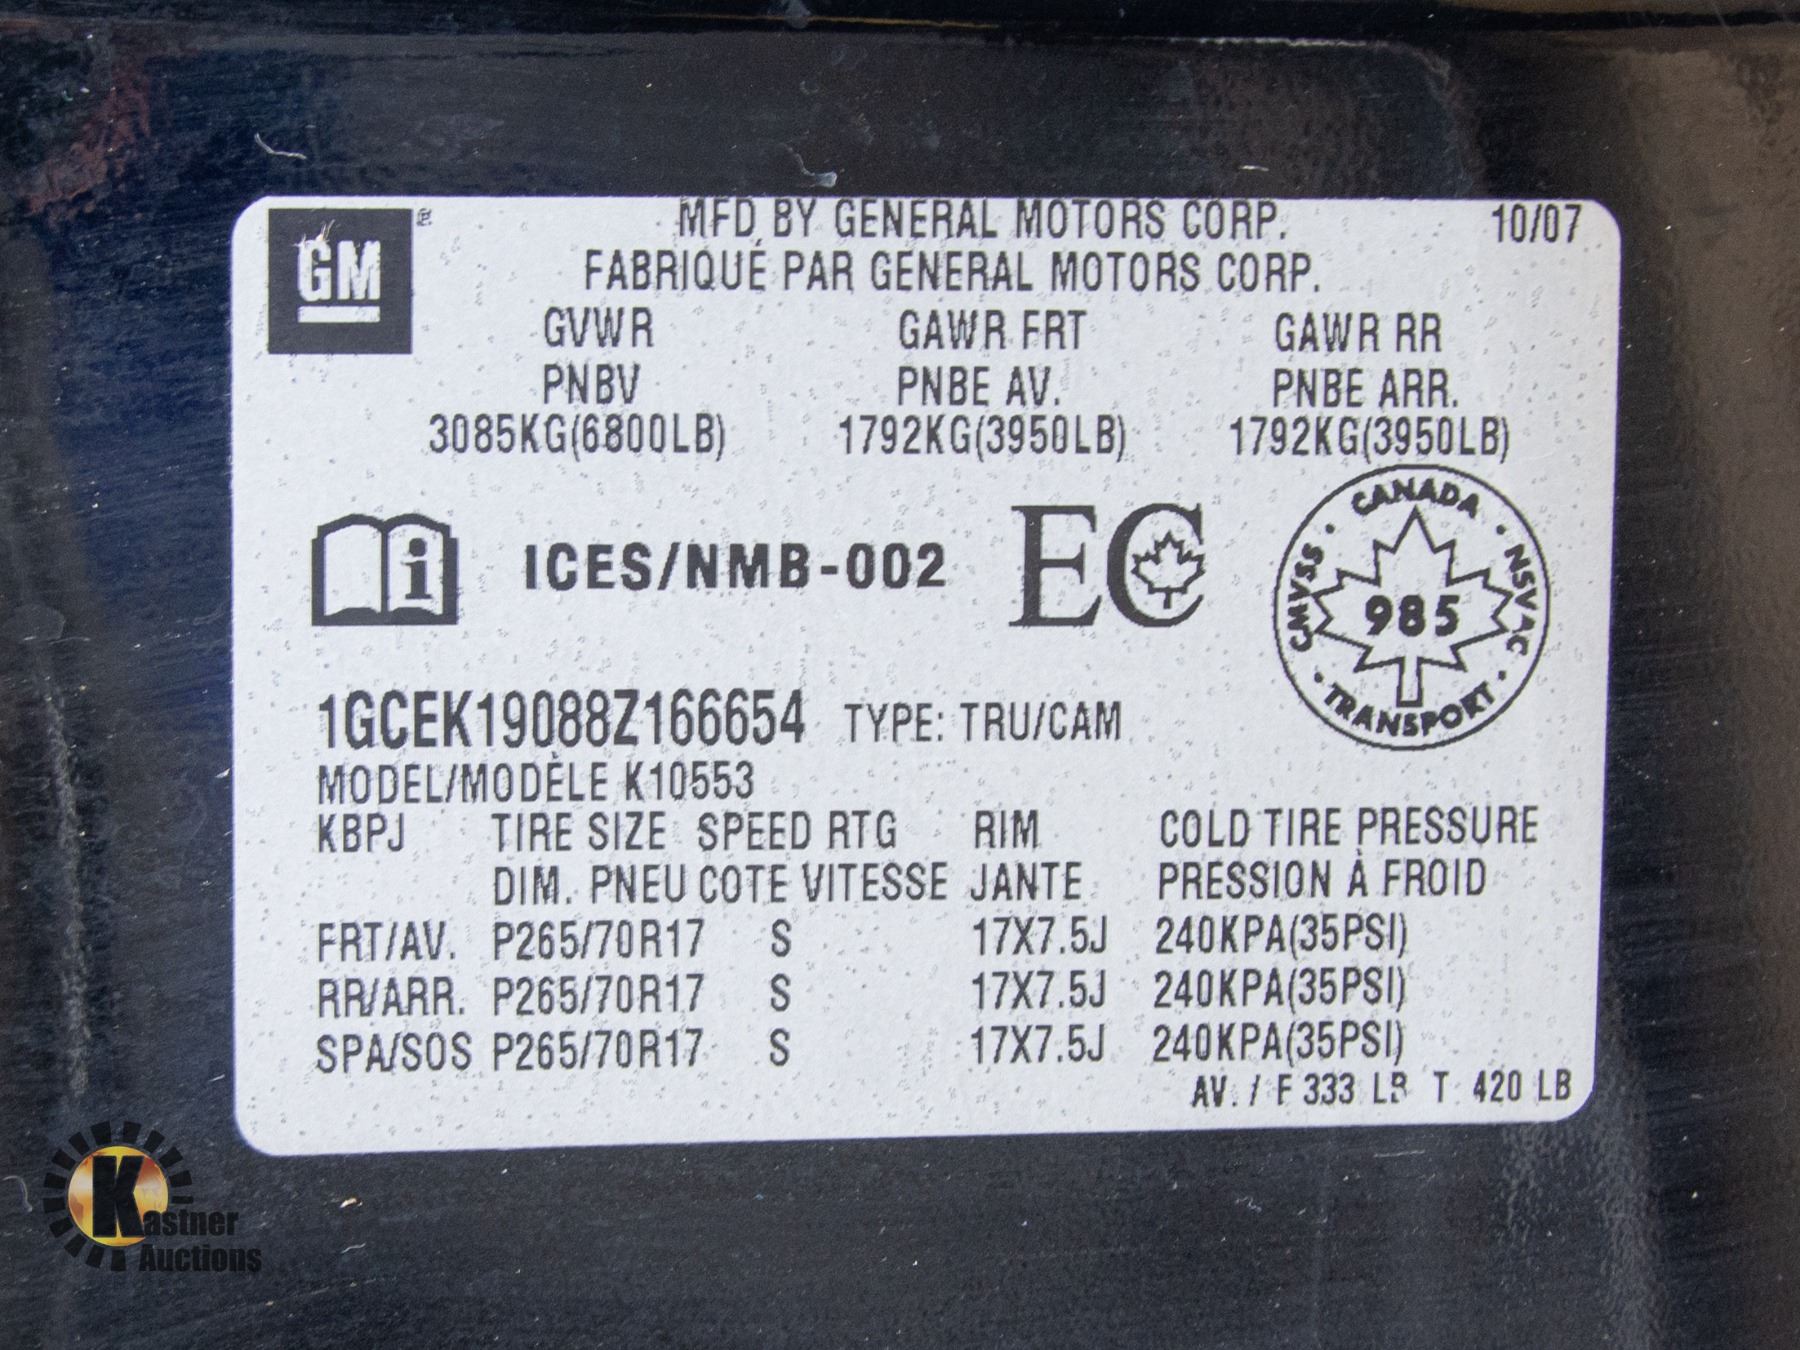 GM ®
MFD BY GENERAL MOTORS CORP. 10/07
FABRIQUÉ PAR GENERAL MOTORS CORP.
GVWR GAWR FRT GAWR RR
PNBV PNBE AV. PNBE ARR.
3085KG(6800LB) 1792KG(3950LB) 1792KG(3950LB)
i ICES/NMB-002 EC
CANADA
CMVSS · NSVAC
985
TRANSPORT
1GCEK19088Z166654 TYPE: TRU/CAM
MODEL/MODÈLE K10553
KBPJ TIRE SIZE SPEED RTG RIM COLD TIRE PRESSURE
DIM. PNEU COTE VITESSE JANTE PRESSION À FROID
FRT/AV. P265/70R17 S 17X7.5J 240KPA(35PSI)
RR/ARR. P265/70R17 S 17X7.5J 240KPA(35PSI)
SPA/SOS P265/70R17 S 17X7.5J 240KPA(35PSI)
AV. / F 333 LB T 420 LB
Kastner
Auctions